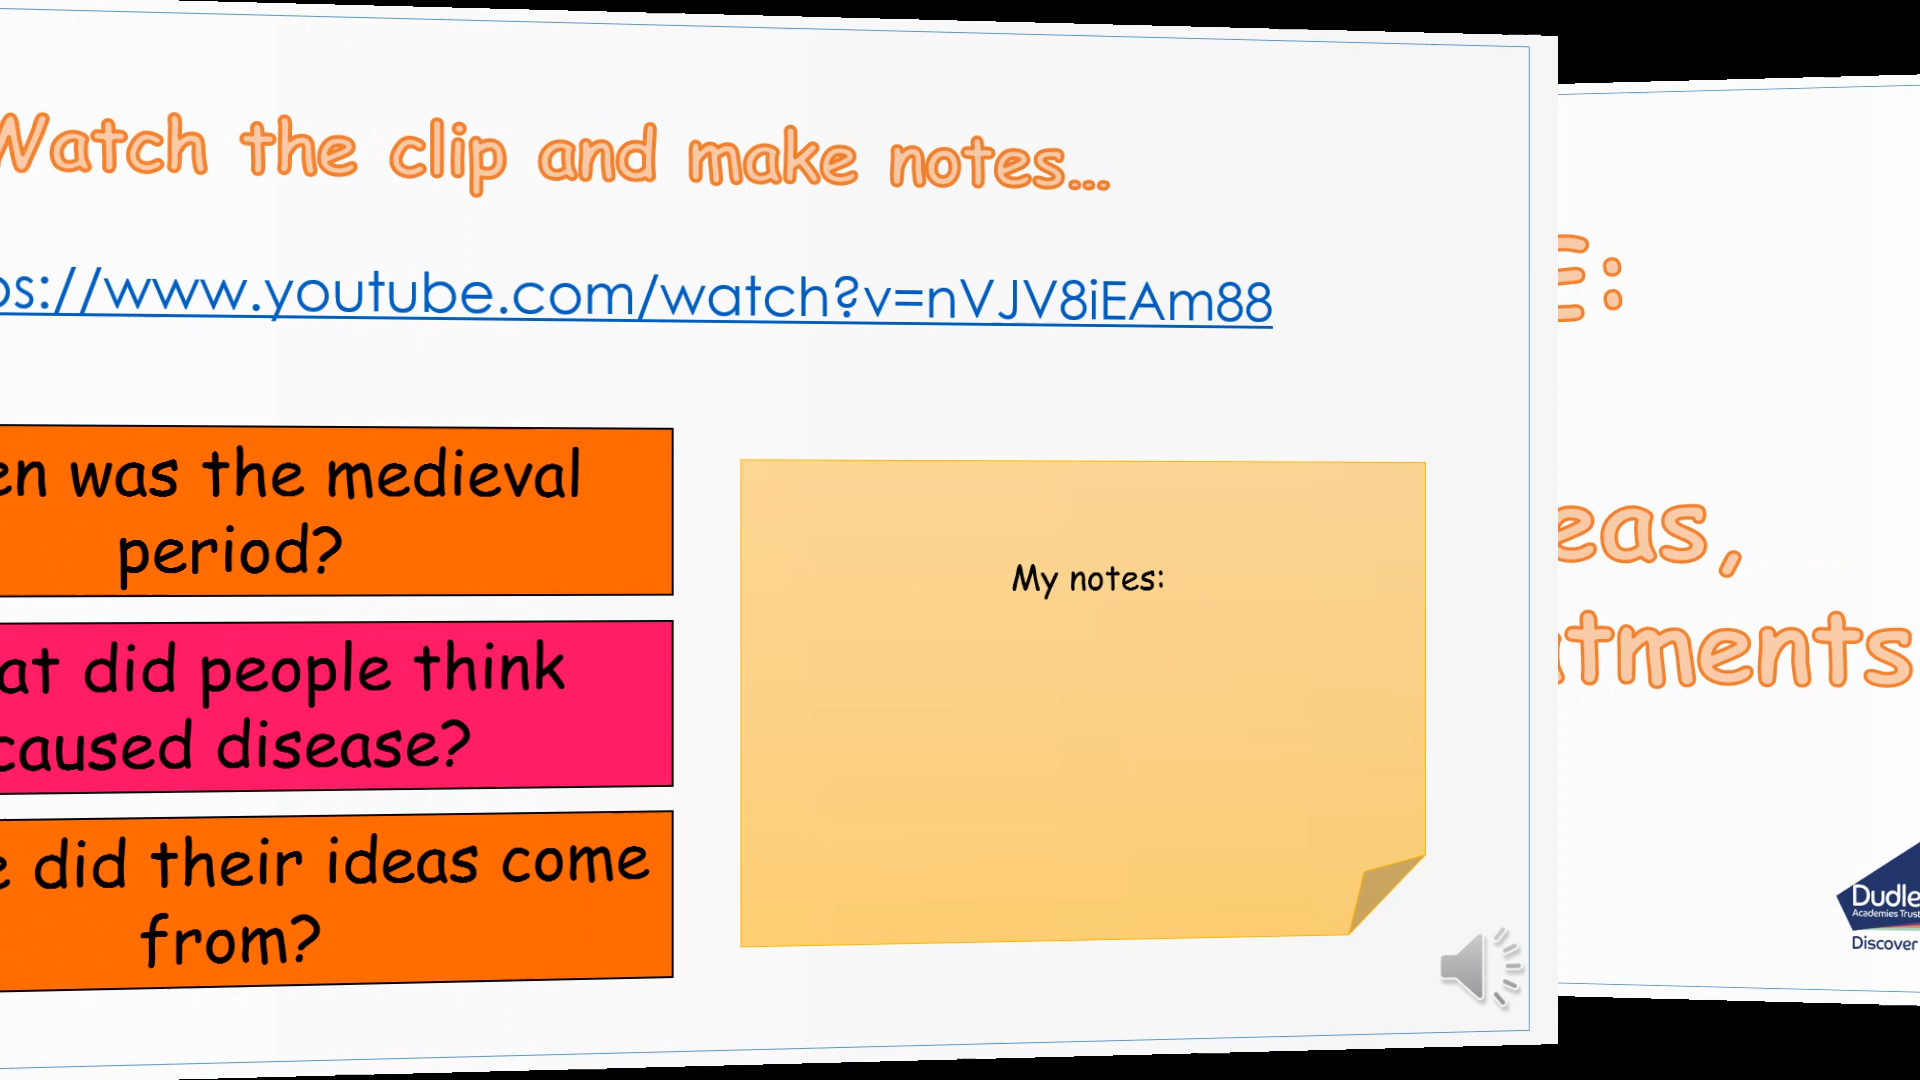 Watch the clip and make notes...
ps://www.youtube.com/watch?v=nVJV8iEAm88
en was the medieval
period?
at did people think
caused disease?
e did their ideas come
from?
My notes:
E:
eas,
tments
Dudle
Academies Trust
Discover